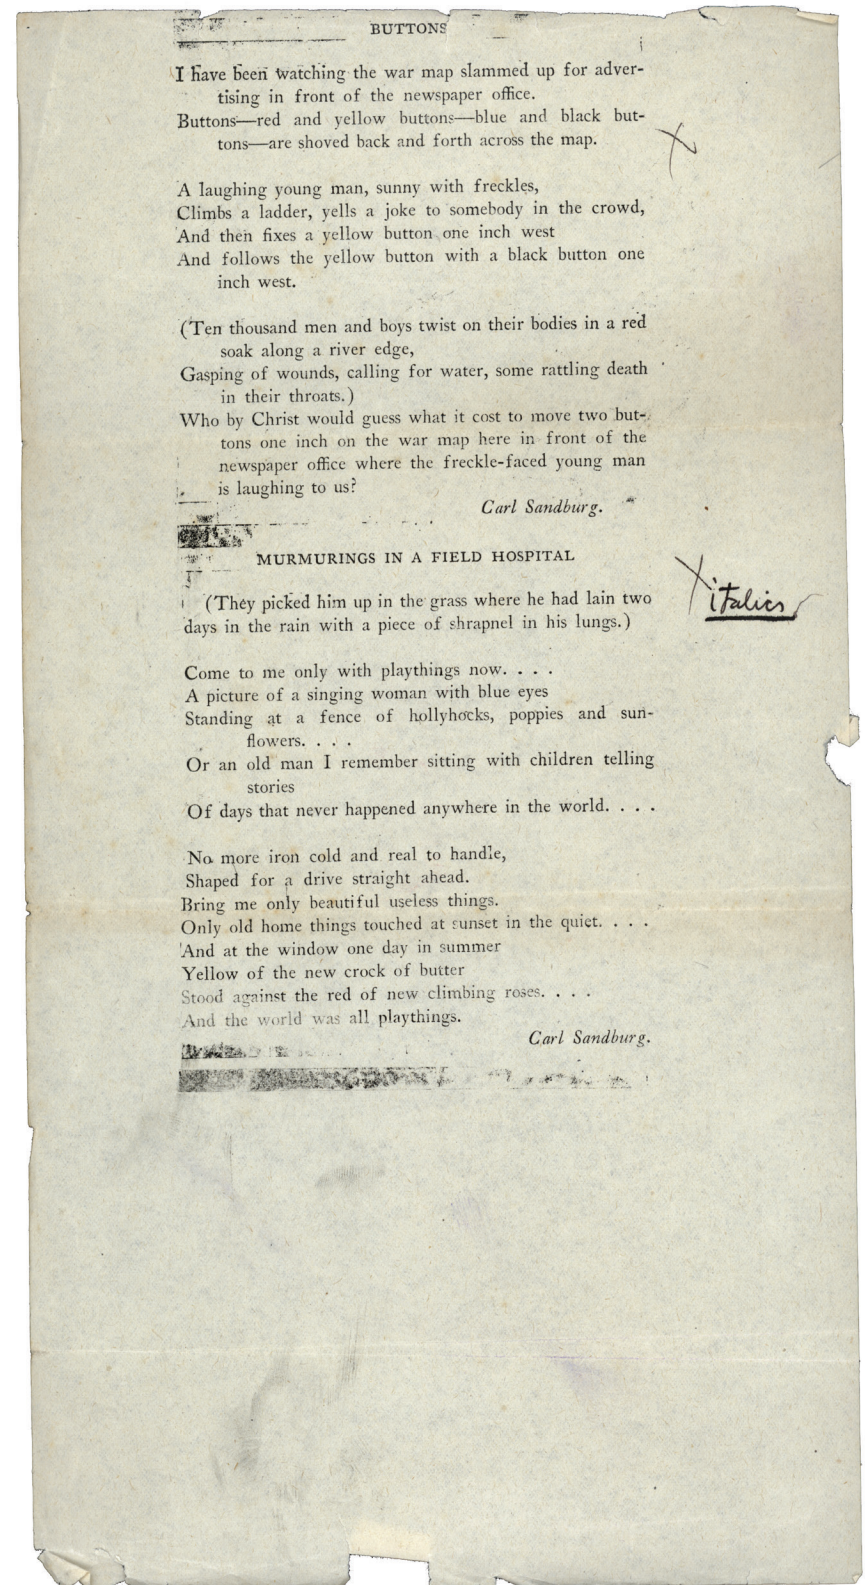 BUTTONS
I have been watching the war map slammed up for adver-
tising in front of the newspaper office.
Buttons—red and yellow buttons—blue and black but-
tons—are shoved back and forth across the map.
A laughing young man, sunny with freckles,
Climbs a ladder, yells a joke to somebody in the crowd,
And then fixes a yellow button one inch west
And follows the yellow button with a black button one
inch west.
(Ten thousand men and boys twist on their bodies in a red
soak along a river edge,
Gasping of wounds, calling for water, some rattling death
in their throats.)
Who by Christ would guess what it cost to move two but-
tons one inch on the war map here in front of the
newspaper office where the freckle-faced young man
is laughing to us?
Carl Sandburg.
MURMURINGS IN A FIELD HOSPITAL
italics
(They picked him up in the grass where he had lain two
days in the rain with a piece of shrapnel in his lungs.)
Come to me only with playthings now. . . .
A picture of a singing woman with blue eyes
Standing at a fence of hollyhocks, poppies and sun-
flowers. . . .
Or an old man I remember sitting with children telling
stories
Of days that never happened anywhere in the world. . . .
No more iron cold and real to handle,
Shaped for a drive straight ahead.
Bring me only beautiful useless things.
Only old home things touched at sunset in the quiet. . . .
And at the window one day in summer
Yellow of the new crock of butter
Stood against the red of new climbing roses. . . .
And the world was all playthings.
Carl Sandburg.